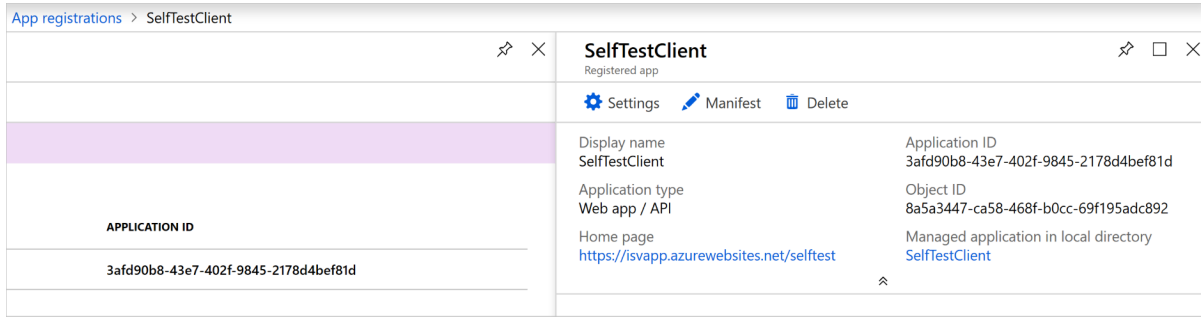 App registrations > SelfTestClient
APPLICATION ID
3afd90b8-43e7-402f-9845-2178d4bef81d
SelfTestClient
Registered app
Settings Manifest Delete
Display name
SelfTestClient
Application ID
3afd90b8-43e7-402f-9845-2178d4bef81d
Application type
Web app / API
Object ID
8a5a3447-ca58-468f-b0cc-69f195adc892
Home page
https://isvapp.azurewebsites.net/selftest
Managed application in local directory
SelfTestClient